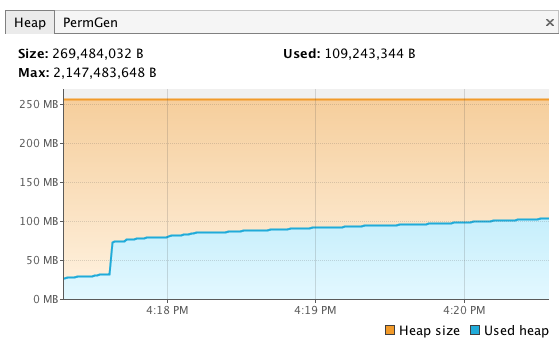 Heap PermGen ×
Size: 269,484,032 B Used: 109,243,344 B
Max: 2,147,483,648 B
250 MB
200 MB
150 MB
100 MB
50 MB
0 MB
4:18 PM 4:19 PM 4:20 PM
Heap size Used heap